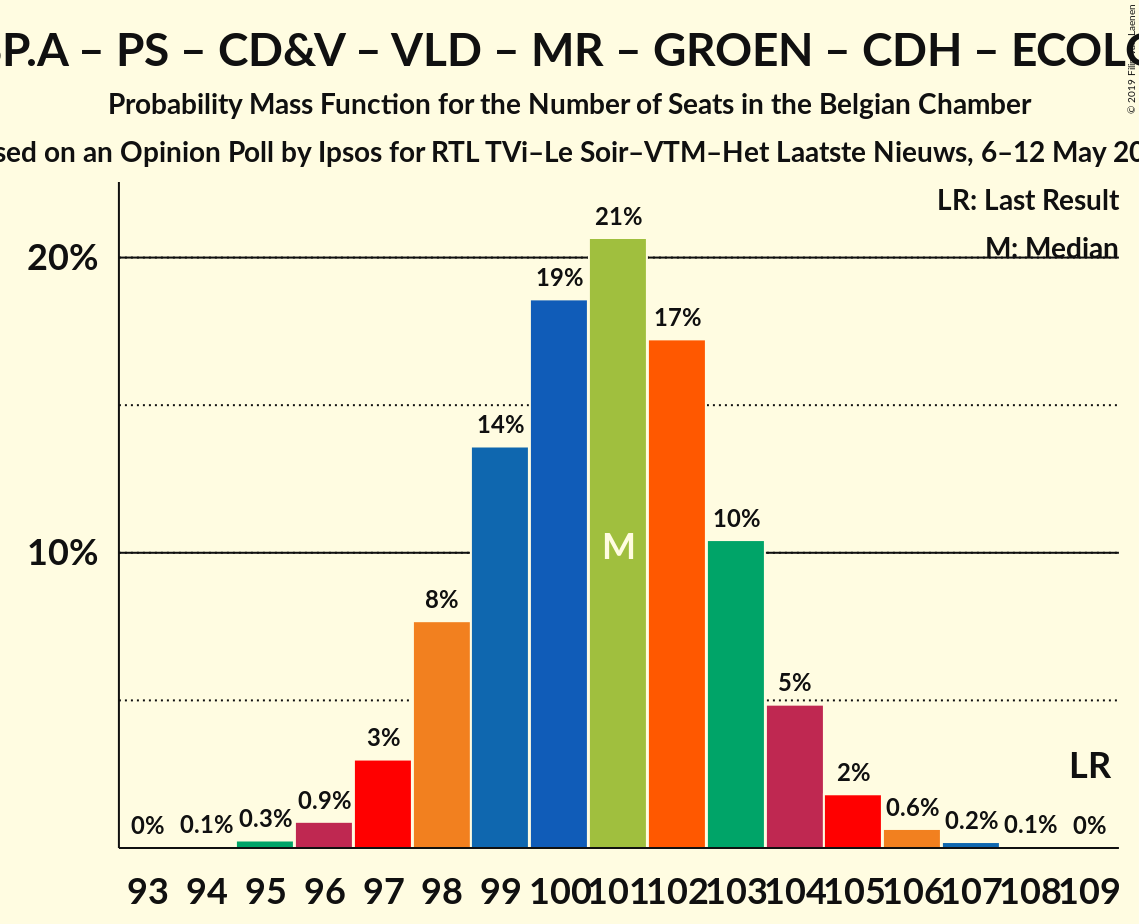 P.A – PS – CD&V – VLD – MR – GROEN – CDH – ECOLO
Probability Mass Function for the Number of Seats in the Belgian Chamber
sed on an Opinion Poll by Ipsos for RTL TVi–Le Soir–VTM–Het Laatste Nieuws, 6–12 May 20
LR: Last Result
M: Median
20%
10%
0% 0.1% 0.3% 0.9% 3% 8% 14% 19% 21% 17% 10% 5% 2% 0.6% 0.2% 0.1% 0%
M
LR
93 94 95 96 97 98 99 100 101 102 103 104 105 106 107 108 109
© 2019